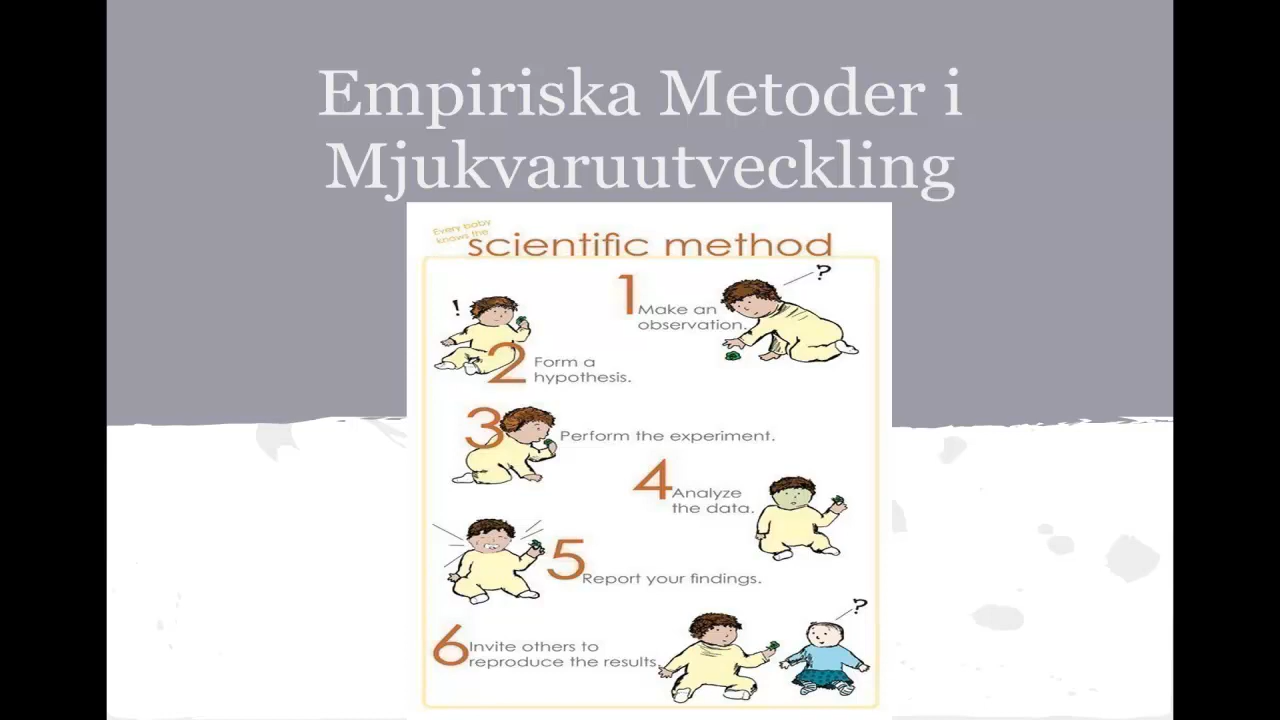 Empiriska Metoder i
Mjukvaruutveckling
Every baby
knows the
scientific method
?
1
Make an
observation.
!
2
Form a
hypothesis.
3
Perform the experiment.
4
Analyze
the data.
5
Report your findings.
?
6
Invite others to
reproduce the results.